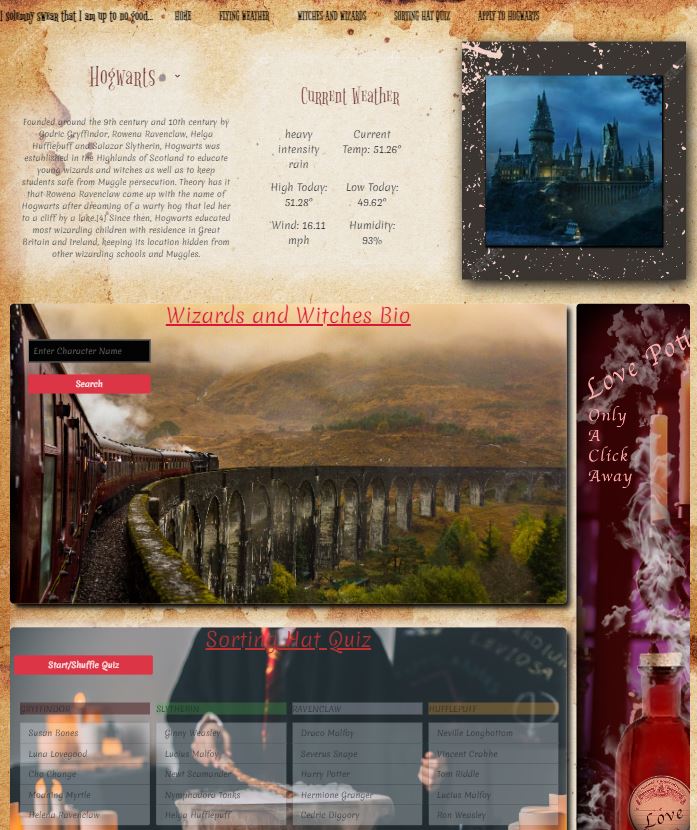 I solemny swear that I am up to no good... HOME FLYING WEATHER WITCHES AND WIZARDS SORTING HAT QUIZ APPLY TO HOGWARTS
Hogwarts
Founded around the 9th century and 10th century by
Godric Gryffindor, Rowena Ravenclaw, Helga
Hufflepuff and Salazar Slytherin, Hogwarts was
established in the Highlands of Scotland to educate
young wizards and witches as well as to keep
students safe from Muggle persecution. Theory has it
that Rowena Ravenclaw came up with the name of
Hogwarts after dreaming of a warty hog that led her
to a cliff by a lake.[4] Since then, Hogwarts educated
most wizarding children with residence in Great
Britain and Ireland, keeping its location hidden from
other wizarding schools and Muggles.
Current Weather
heavy intensity rain
Current Temp: 51.26°
High Today: 51.28°
Low Today: 49.62°
Wind: 16.11 mph
Humidity: 93%
Wizards and Witches Bio
Enter Character Name
Search
Love Poti
Only
A
Click
Away
Sorting Hat Quiz
Start/Shuffle Quiz
LEVIOSA
GRYFFINDOR SLYTHERIN RAVENCLAW HUFFLEPUFF
Susan Bones Ginny Weasley Draco Malfoy Neville Longbottom
Luna Lovegood Lucius Malfoy Severus Snape Vincent Crabbe
Cho Chang Newt Scamander Harry Potter Tom Riddle
Moaning Myrtle Nymphadora Tonks Hermione Granger Lucius Malfoy
Helena Ravenclaw Helga Hufflepuff Cedric Diggory Ron Weasley
Love